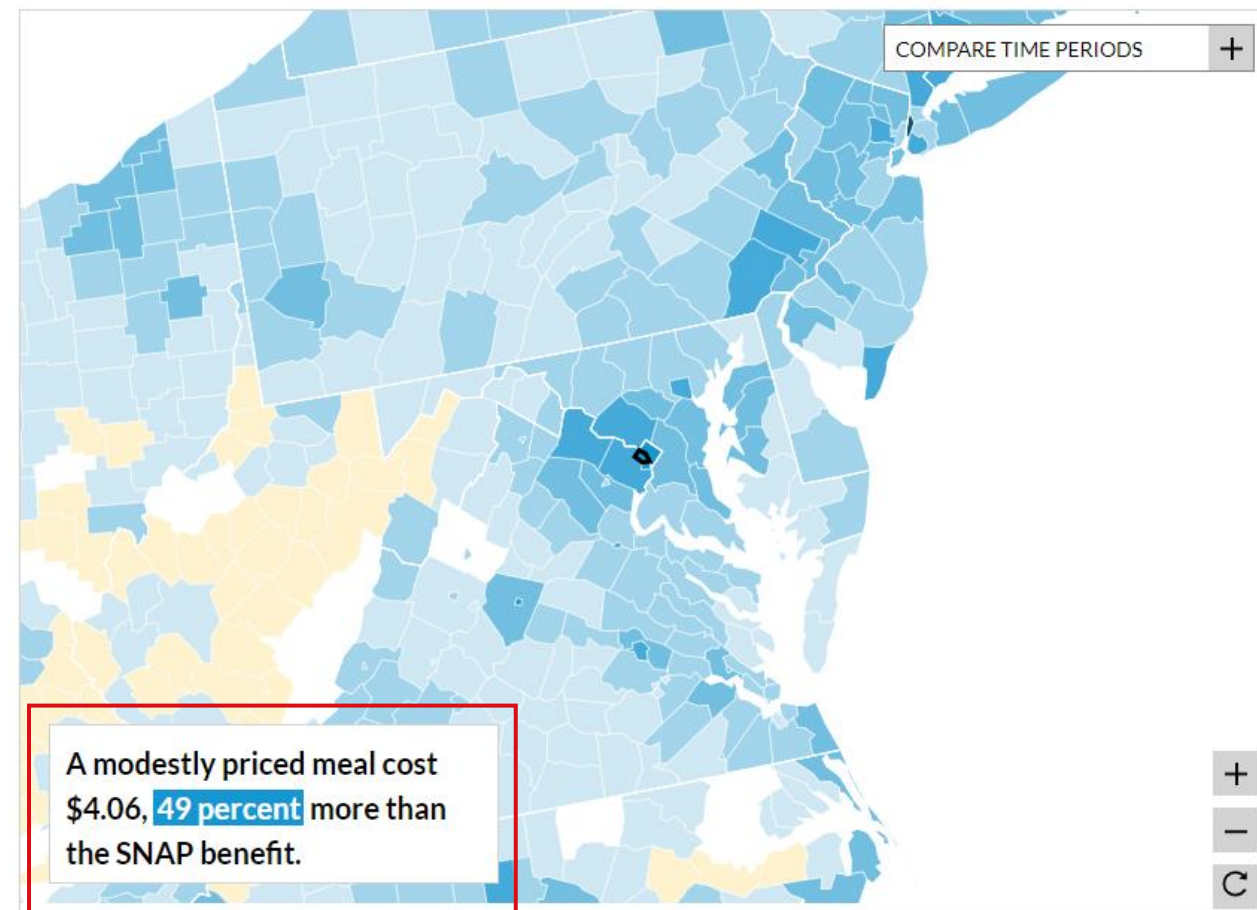 COMPARE TIME PERIODS +
A modestly priced meal cost
$4.06, 49 percent more than
the SNAP benefit.
+
−